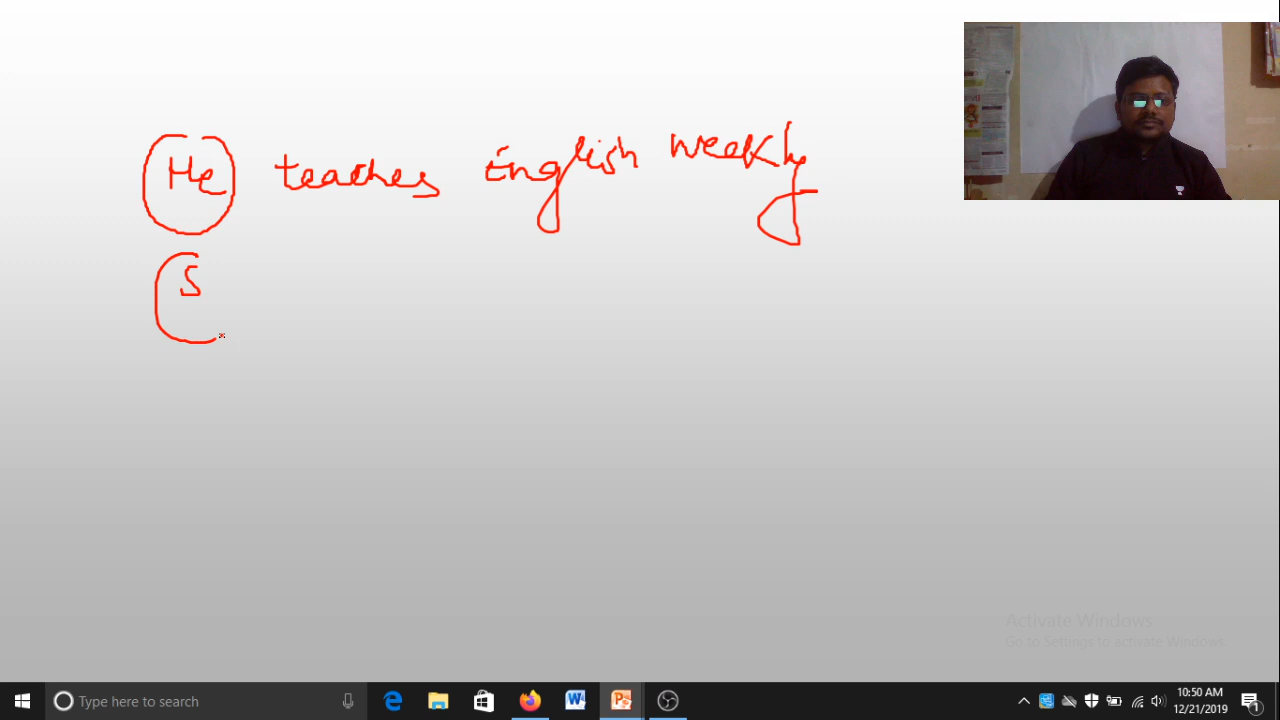 He teaches English weekly
S
Activate Windows
Go to Settings to activate Windows.
Type here to search
10:50 AM
12/21/2019